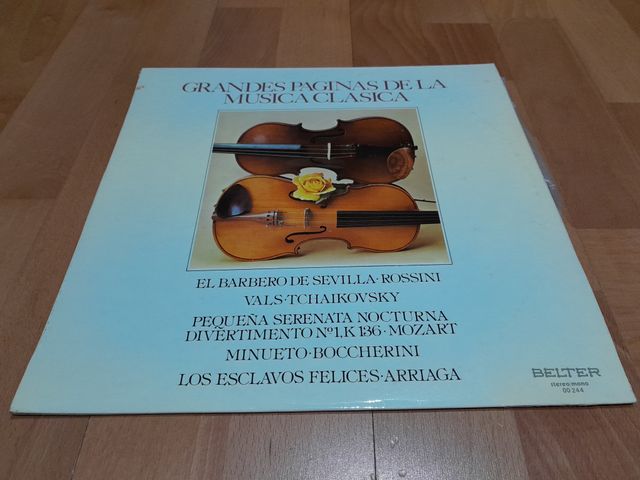 GRANDES PAGINAS DE LA
MUSICA CLASICA
EL BARBERO DE SEVILLA·ROSSINI
VALS·TCHAIKOVSKY
PEQUEÑA SERENATA NOCTURNA
DIVERTIMENTO Nº1, K 136·MOZART
MINUETO·BOCCHERINI
LOS ESCLAVOS FELICES·ARRIAGA
BELTER
stereo/mono
00 244